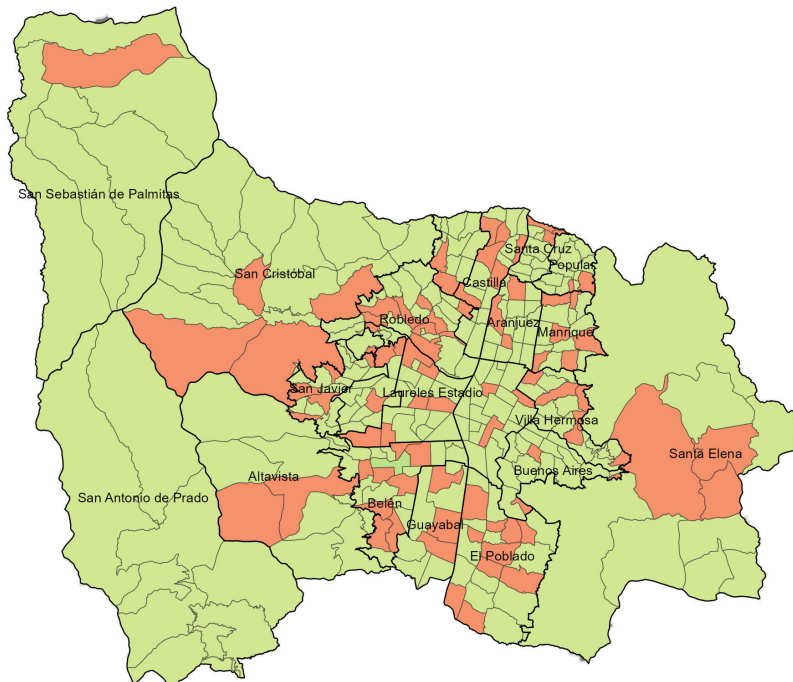 San Sebastián de Palmitas
Santa Cruz
Popular
San Cristóbal
Castilla
Robledo
Aranjuez
Manrique
San Javier
Laureles Estadio
Villa Hermosa
Santa Elena
Buenos Aires
Altavista
San Antonio de Prado
Belén
Guayabal
El Poblado